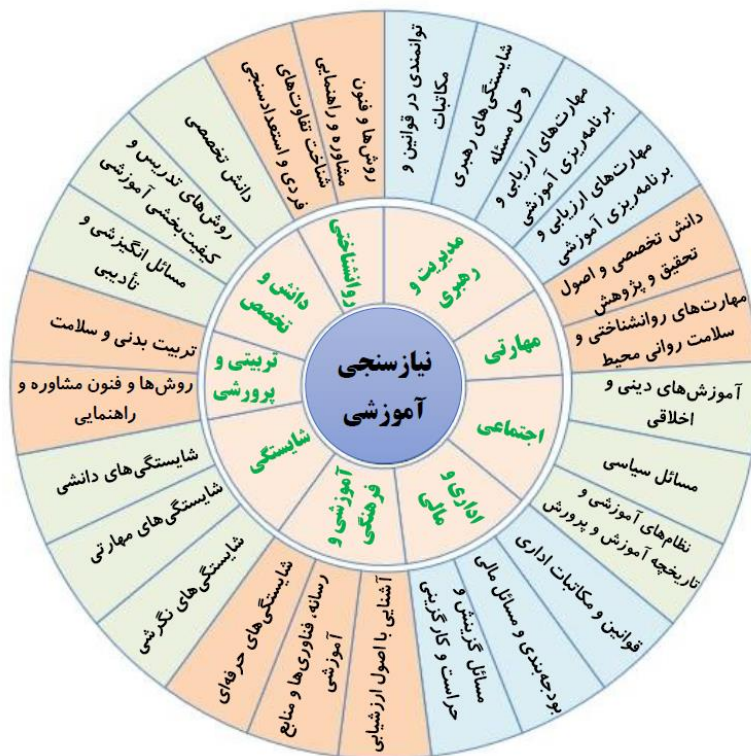 نیازسنجی
آموزشی
مدیریت و
رهبری
مهارتی
اجتماعی
اداری و
مالی
آموزشی و
فرهنگی
شایستگی
تربیتی و
پرورشی
دانش و
تخصص
روانشناختی
توانمندی در قوانین و
مکاتبات
شایستگی‌های رهبری
و حل مسئله
مهارت‌های ارزیابی و
برنامه‌ریزی آموزشی
مهارت‌های ارزیابی و
برنامه‌ریزی آموزشی
دانش تخصصی و اصول
تحقیق و پژوهش
مهارت‌های روانشناختی و
سلامت روانی محیط
آموزش‌های دینی و
اخلاقی
مسائل سیاسی
نظام‌های آموزشی و
تاریخچه آموزش و پرورش
قوانین و مکاتبات اداری
بودجه‌بندی و مسائل مالی
مسائل گزینش و
حراست و کارگزینی
آشنایی با اصول ارزشیابی
رسانه، فناوری‌ها و منابع
آموزشی
شایستگی‌های حرفه‌ای
شایستگی‌های نگرشی
شایستگی‌های مهارتی
شایستگی‌های دانشی
روش‌ها و فنون مشاوره و
راهنمایی
تربیت بدنی و سلامت
مسائل انگیزشی و
تأدیبی
روش‌های تدریس و
کیفیت‌بخشی آموزشی
دانش تخصصی
شناخت تفاوت‌های
فردی و استعدادسنجی
روش‌ها و فنون
مشاوره و راهنمایی